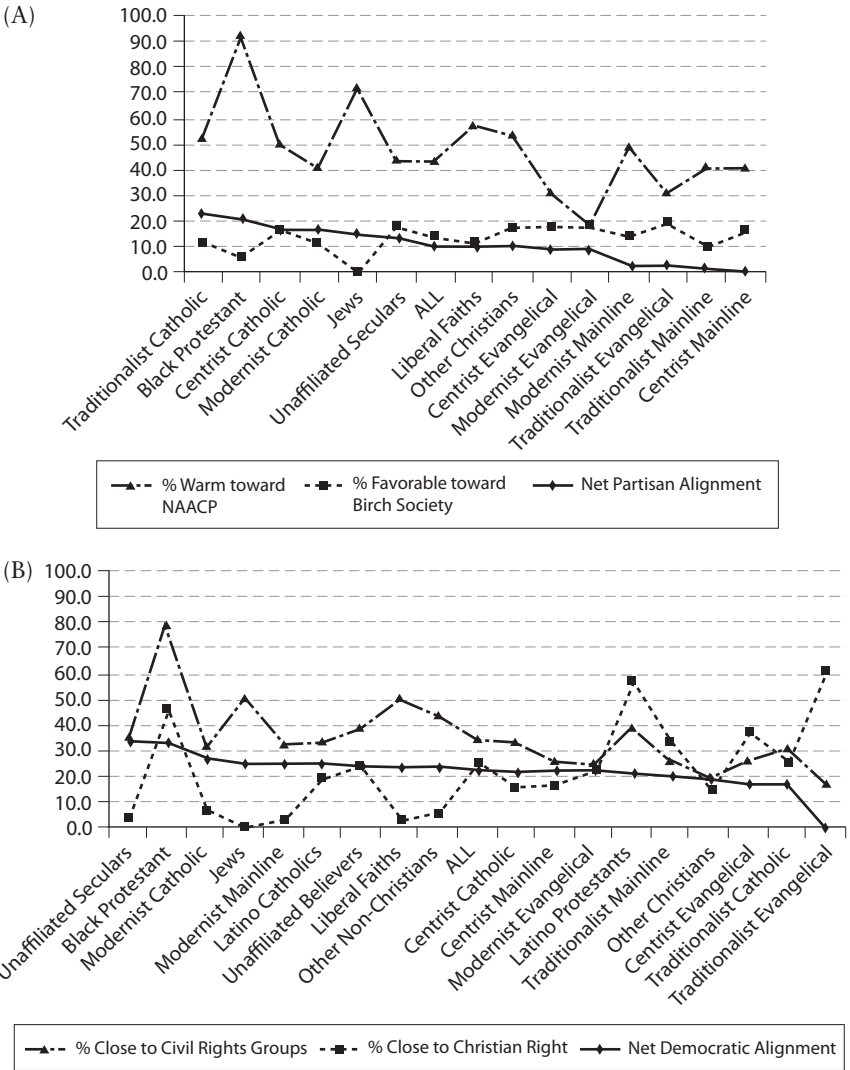 (A)
100.0
90.0
80.0
70.0
60.0
50.0
40.0
30.0
20.0
10.0
0.0
Traditionalist Catholic
Black Protestant
Centrist Catholic
Modernist Catholic
Jews
Unaffiliated Seculars
ALL
Liberal Faiths
Other Christians
Centrist Evangelical
Modernist Evangelical
Modernist Mainline
Traditionalist Evangelical
Traditionalist Mainline
Centrist Mainline
% Warm toward NAACP
% Favorable toward Birch Society
Net Partisan Alignment
(B)
100.0
90.0
80.0
70.0
60.0
50.0
40.0
30.0
20.0
10.0
0.0
Unaffiliated Seculars
Black Protestant
Modernist Catholic
Jews
Modernist Mainline
Latino Catholics
Unaffiliated Believers
Liberal Faiths
Other Non-Christians
ALL
Centrist Catholic
Centrist Mainline
Modernist Evangelical
Latino Protestants
Traditionalist Mainline
Other Christians
Centrist Evangelical
Traditionalist Catholic
Traditionalist Evangelical
% Close to Civil Rights Groups
% Close to Christian Right
Net Democratic Alignment